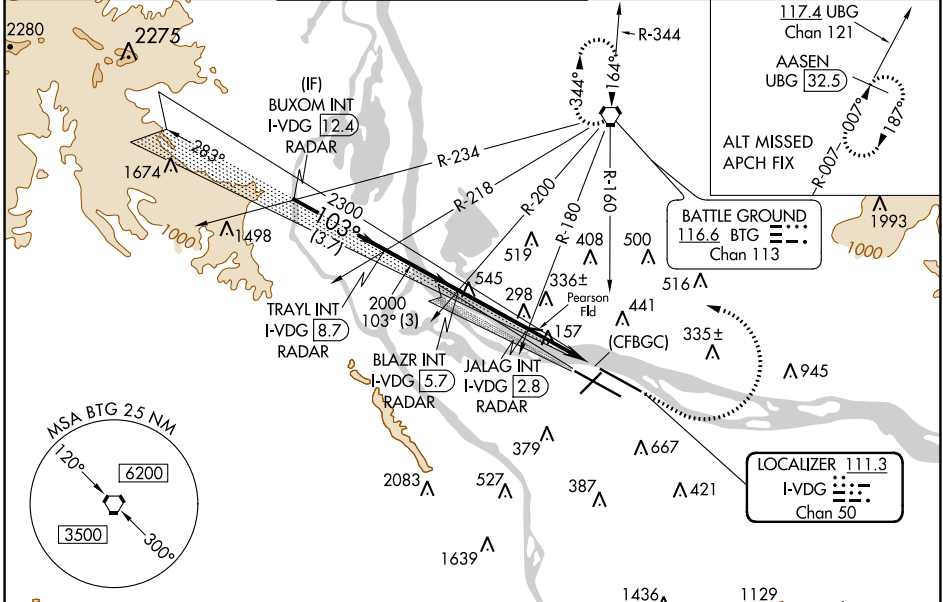 2280
2275
(IF)
BUXOM INT
I-VDG 12.4
RADAR
283°
1674
1498
1000
2300
103°
(3.7)
R-234
R-218
R-200
R-180
R-160
R-344
344°
164°
117.4 UBG
Chan 121
AASEN
UBG 32.5
007°
187°
R-007
ALT MISSED
APCH FIX
BATTLE GROUND
116.6 BTG
Chan 113
1993
1000
TRAYL INT
I-VDG 8.7
RADAR
2000
103° (3)
BLAZR INT
I-VDG 5.7
RADAR
JALAG INT
I-VDG 2.8
RADAR
545
519
408
500
516
298
336±
Pearson
Fld
157
441
(CFBGC)
335±
945
MSA BTG 25 NM
120°
6200
3500
300°
379
667
2083
527
387
421
1639
LOCALIZER 111.3
I-VDG
Chan 50
1436
1129